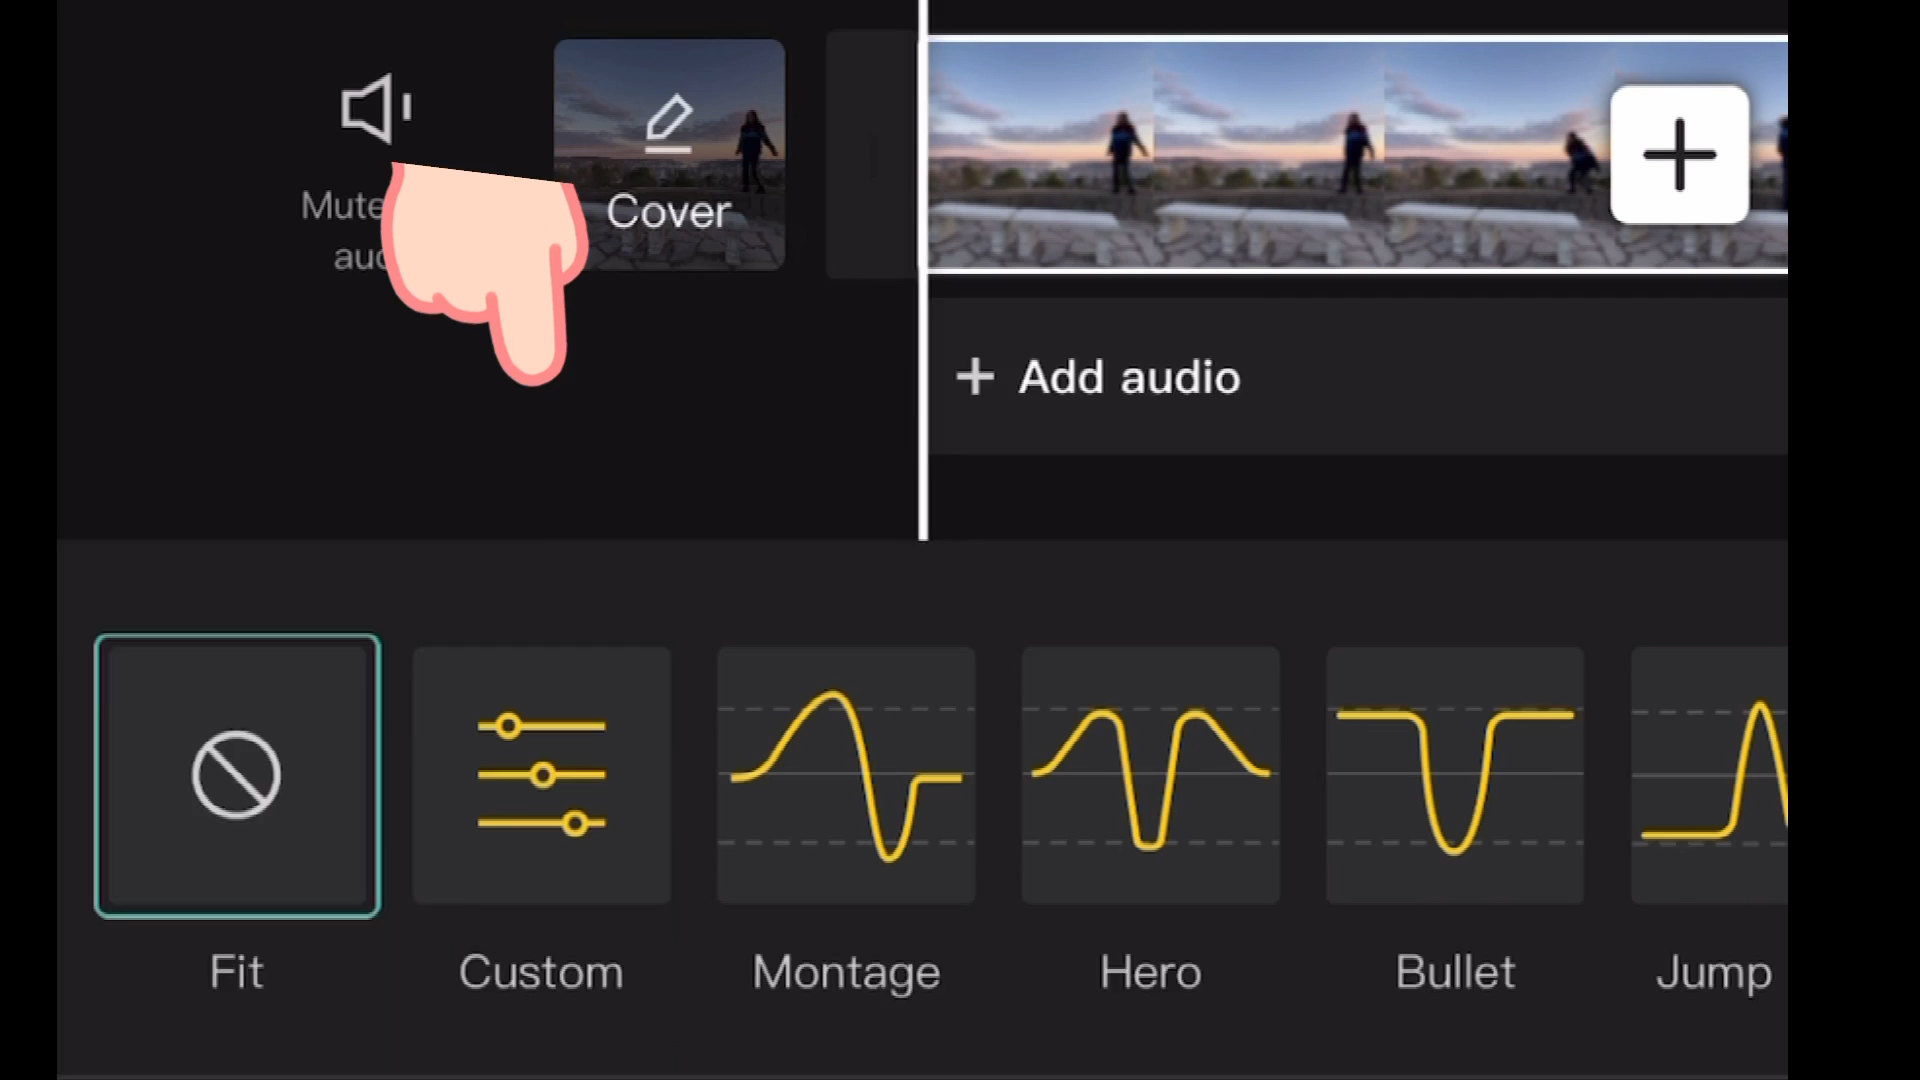 Mute
Cover
Add audio
Fit
Custom
Montage
Hero
Bullet
Jump